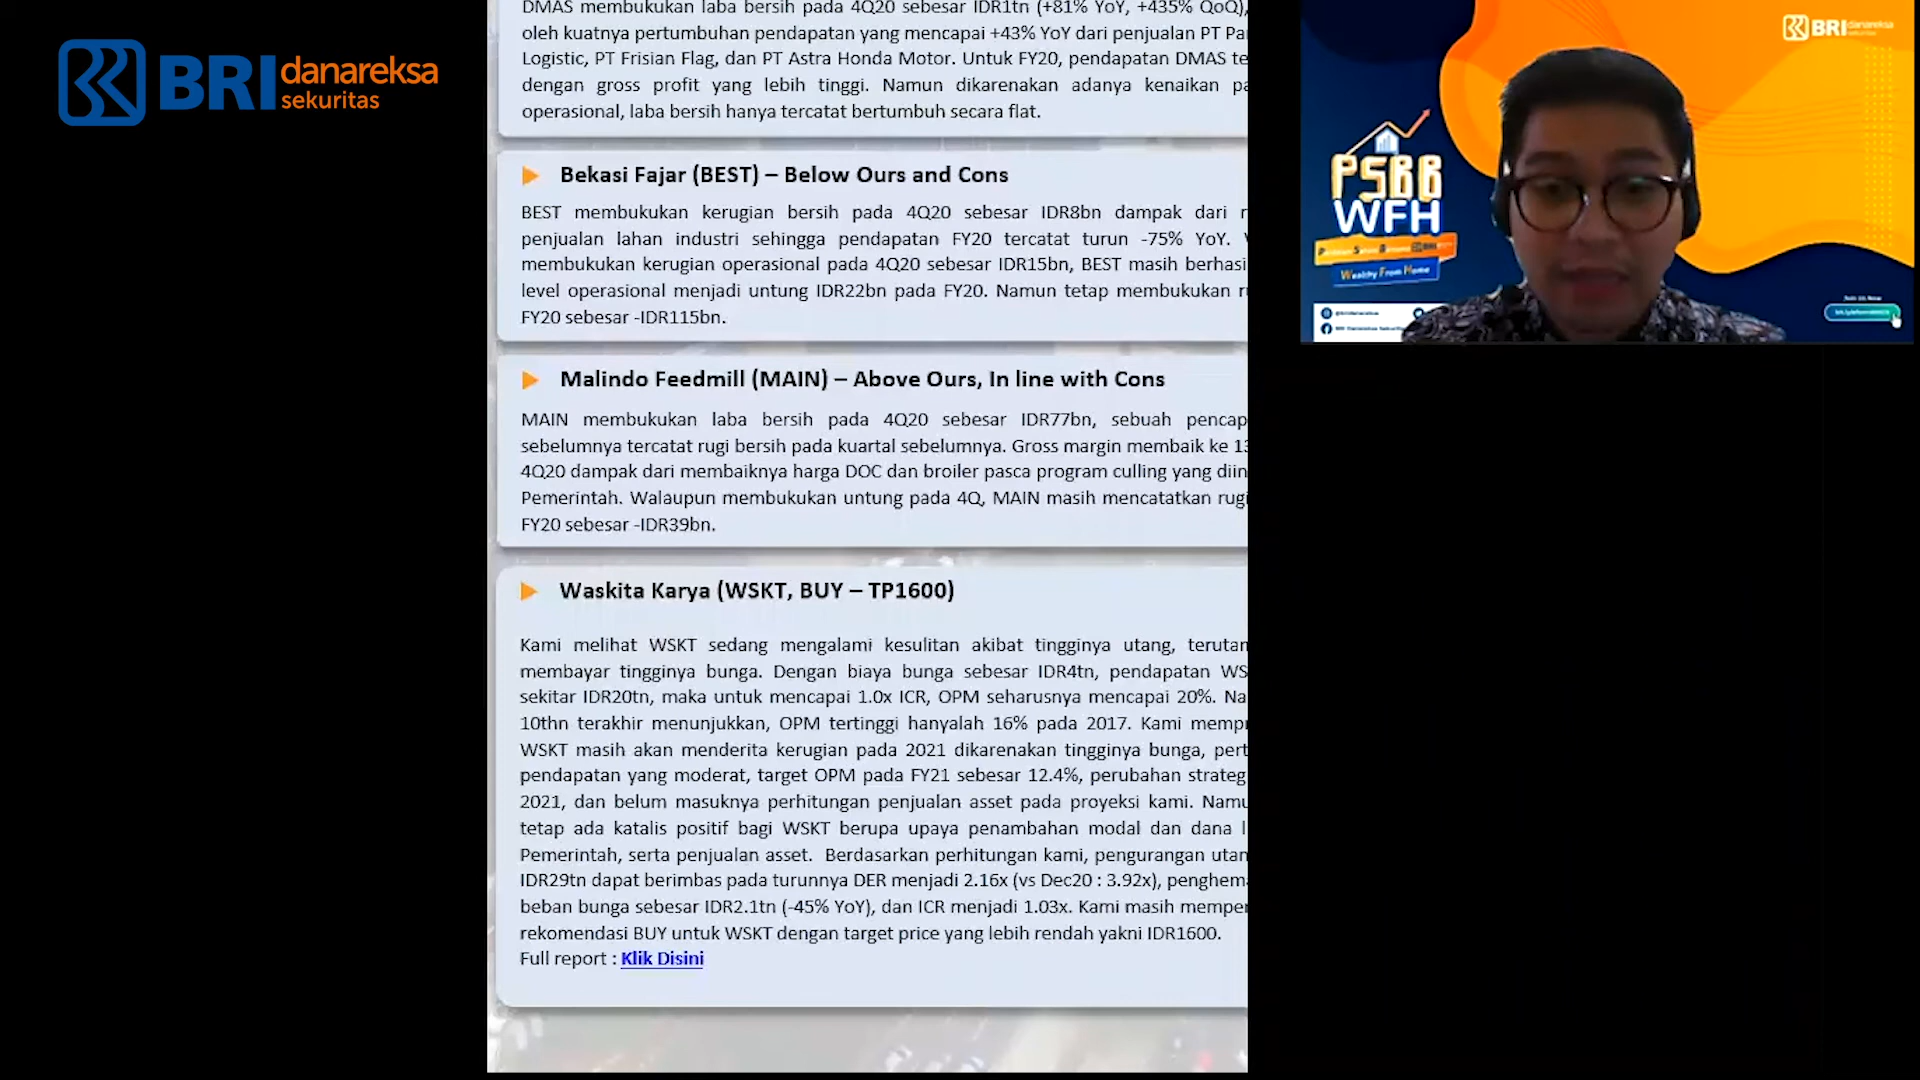 BRI danareksa
sekuritas
DMAS membukukan laba bersih pada 4Q20 sebesar IDR1tn (+81% YoY, +435% QoQ),
oleh kuatnya pertumbuhan pendapatan yang mencapai +43% YoY dari penjualan PT Pa
Logistic, PT Frisian Flag, dan PT Astra Honda Motor. Untuk FY20, pendapatan DMAS te
dengan gross profit yang lebih tinggi. Namun dikarenakan adanya kenaikan pa
operasional, laba bersih hanya tercatat bertumbuh secara flat.
Bekasi Fajar (BEST) – Below Ours and Cons
BEST membukukan kerugian bersih pada 4Q20 sebesar IDR8bn dampak dari
penjualan lahan industri sehingga pendapatan FY20 tercatat turun -75% YoY.
membukukan kerugian operasional pada 4Q20 sebesar IDR15bn, BEST masih berhasi
level operasional menjadi untung IDR22bn pada FY20. Namun tetap membukukan
FY20 sebesar -IDR115bn.
Malindo Feedmill (MAIN) – Above Ours, In line with Cons
MAIN membukukan laba bersih pada 4Q20 sebesar IDR77bn, sebuah pencap
sebelumnya tercatat rugi bersih pada kuartal sebelumnya. Gross margin membaik ke 13
4Q20 dampak dari membaiknya harga DOC dan broiler pasca program culling yang diin
Pemerintah. Walaupun membukukan untung pada 4Q, MAIN masih mencatatkan rugi
FY20 sebesar -IDR39bn.
Waskita Karya (WSKT, BUY – TP1600)
Kami melihat WSKT sedang mengalami kesulitan akibat tingginya utang, terutan
membayar tingginya bunga. Dengan biaya bunga sebesar IDR4tn, pendapatan WS
sekitar IDR20tn, maka untuk mencapai 1.0x ICR, OPM seharusnya mencapai 20%. Na
10thn terakhir menunjukkan, OPM tertinggi hanyalah 16% pada 2017. Kami mempr
WSKT masih akan menderita kerugian pada 2021 dikarenakan tingginya bunga, pert
pendapatan yang moderat, target OPM pada FY21 sebesar 12.4%, perubahan strateg
2021, dan belum masuknya perhitungan penjualan asset pada proyeksi kami. Namu
tetap ada katalis positif bagi WSKT berupa upaya penambahan modal dan dana l
Pemerintah, serta penjualan asset. Berdasarkan perhitungan kami, pengurangan utan
IDR29tn dapat berimbas pada turunnya DER menjadi 2.16x (vs Dec20 : 3.92x), penghema
beban bunga sebesar IDR2.1tn (-45% YoY), dan ICR menjadi 1.03x. Kami masih memper
rekomendasi BUY untuk WSKT dengan target price yang lebih rendah yakni IDR1600.
Full report : Klik Disini
BRI danareksa
sekuritas
PSBB
WFH
Wealthy From Home